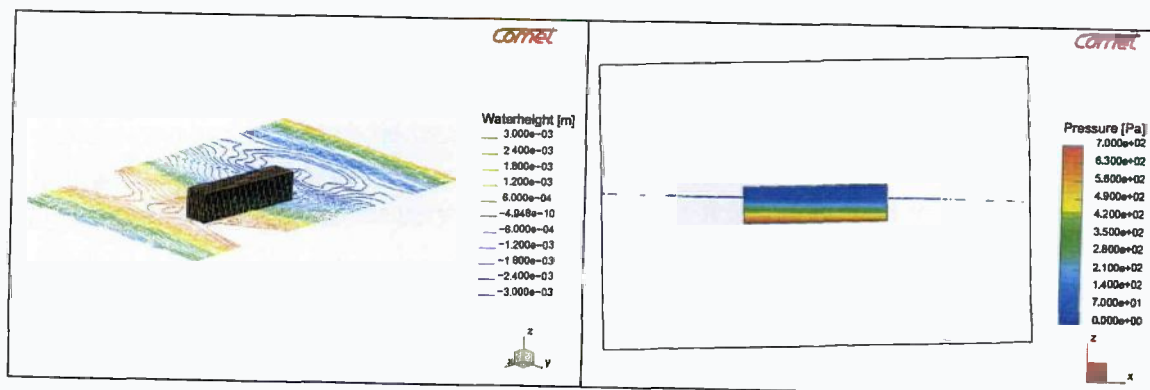 Comet
Waterheight [m]
3.000e-03
2.400e-03
1.800e-03
1.200e-03
6.000e-04
-4.948e-10
-6.000e-04
-1.200e-03
-1.800e-03
-2.400e-03
-3.000e-03
z
x
y
Comet
Pressure [Pa]
7.000e+02
6.300e+02
5.600e+02
4.900e+02
4.200e+02
3.500e+02
2.800e+02
2.100e+02
1.400e+02
7.000e+01
0.000e+00
z
x